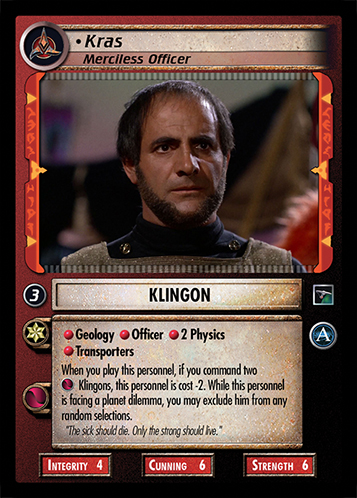 • Kras
Merciless Officer
3
KLINGON
• Geology • Officer • 2 Physics
• Transporters
A
When you play this personnel, if you command two
Klingons, this personnel is cost -2. While this personnel
is facing a planet dilemma, you may exclude him from any
random selections.
"The sick should die. Only the strong should live."
INTEGRITY 4 CUNNING 6 STRENGTH 6